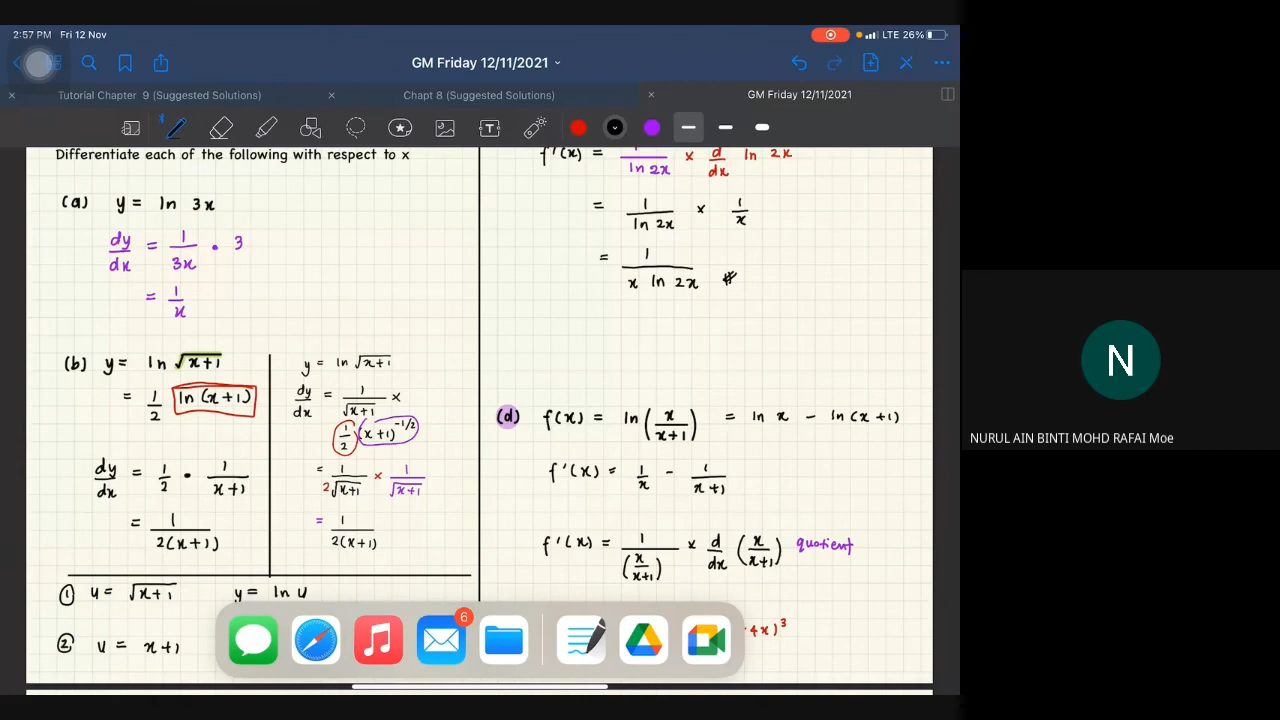 2:57 PM Fri 12 Nov
LTE 26%
GM Friday 12/11/2021
Tutorial Chapter 9 (Suggested Solutions)
Chapt 8 (Suggested Solutions)
GM Friday 12/11/2021
Differentiate each of the following with respect to x
(a) y = ln 3x
dy/dx = 1/3x • 3
= 1/x
(b) y = ln √(x+1)
= 1/2 ln (x+1)
dy/dx = 1/2 • 1/(x+1)
= 1/2(x+1)
y = ln √(x+1)
dy/dx = 1/√(x+1) ×
1/2 (x+1)^-1/2
= 1/2√(x+1) × 1/√(x+1)
= 1/2(x+1)
① u = √(x+1) y = ln u
② u = x+1
f'(x) = 1/ln 2x × d/dx ln 2x
= 1/ln 2x × 1/x
= 1/x ln 2x #
(d) f(x) = ln (x/(x+1)) = ln x - ln (x+1)
f'(x) = 1/x - 1/(x+1)
f'(x) = 1/(x/(x+1)) × d/dx (x/(x+1)) quotient
4x)³
6
N
NURUL AIN BINTI MOHD RAFAI Moe